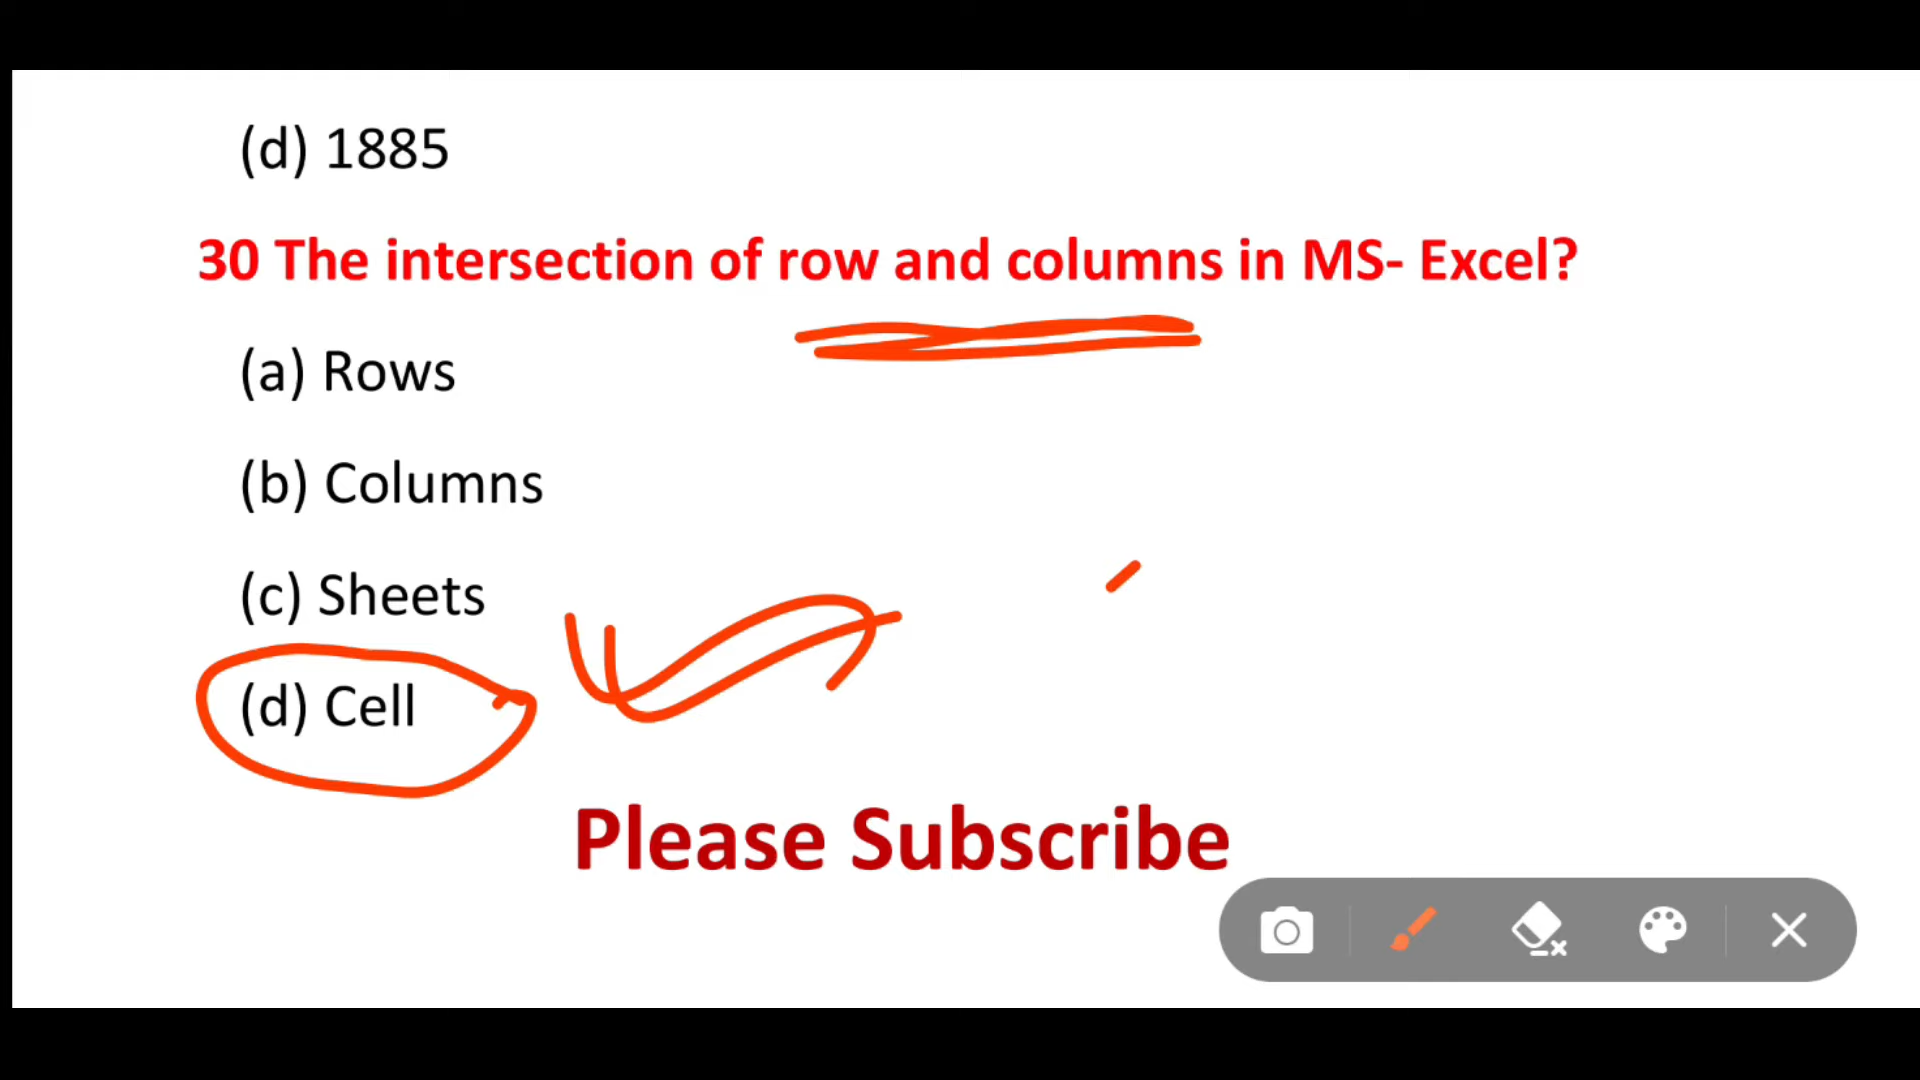 (d) 1885
30 The intersection of row and columns in MS- Excel?
(a) Rows
(b) Columns
(c) Sheets
(d) Cell
Please Subscribe